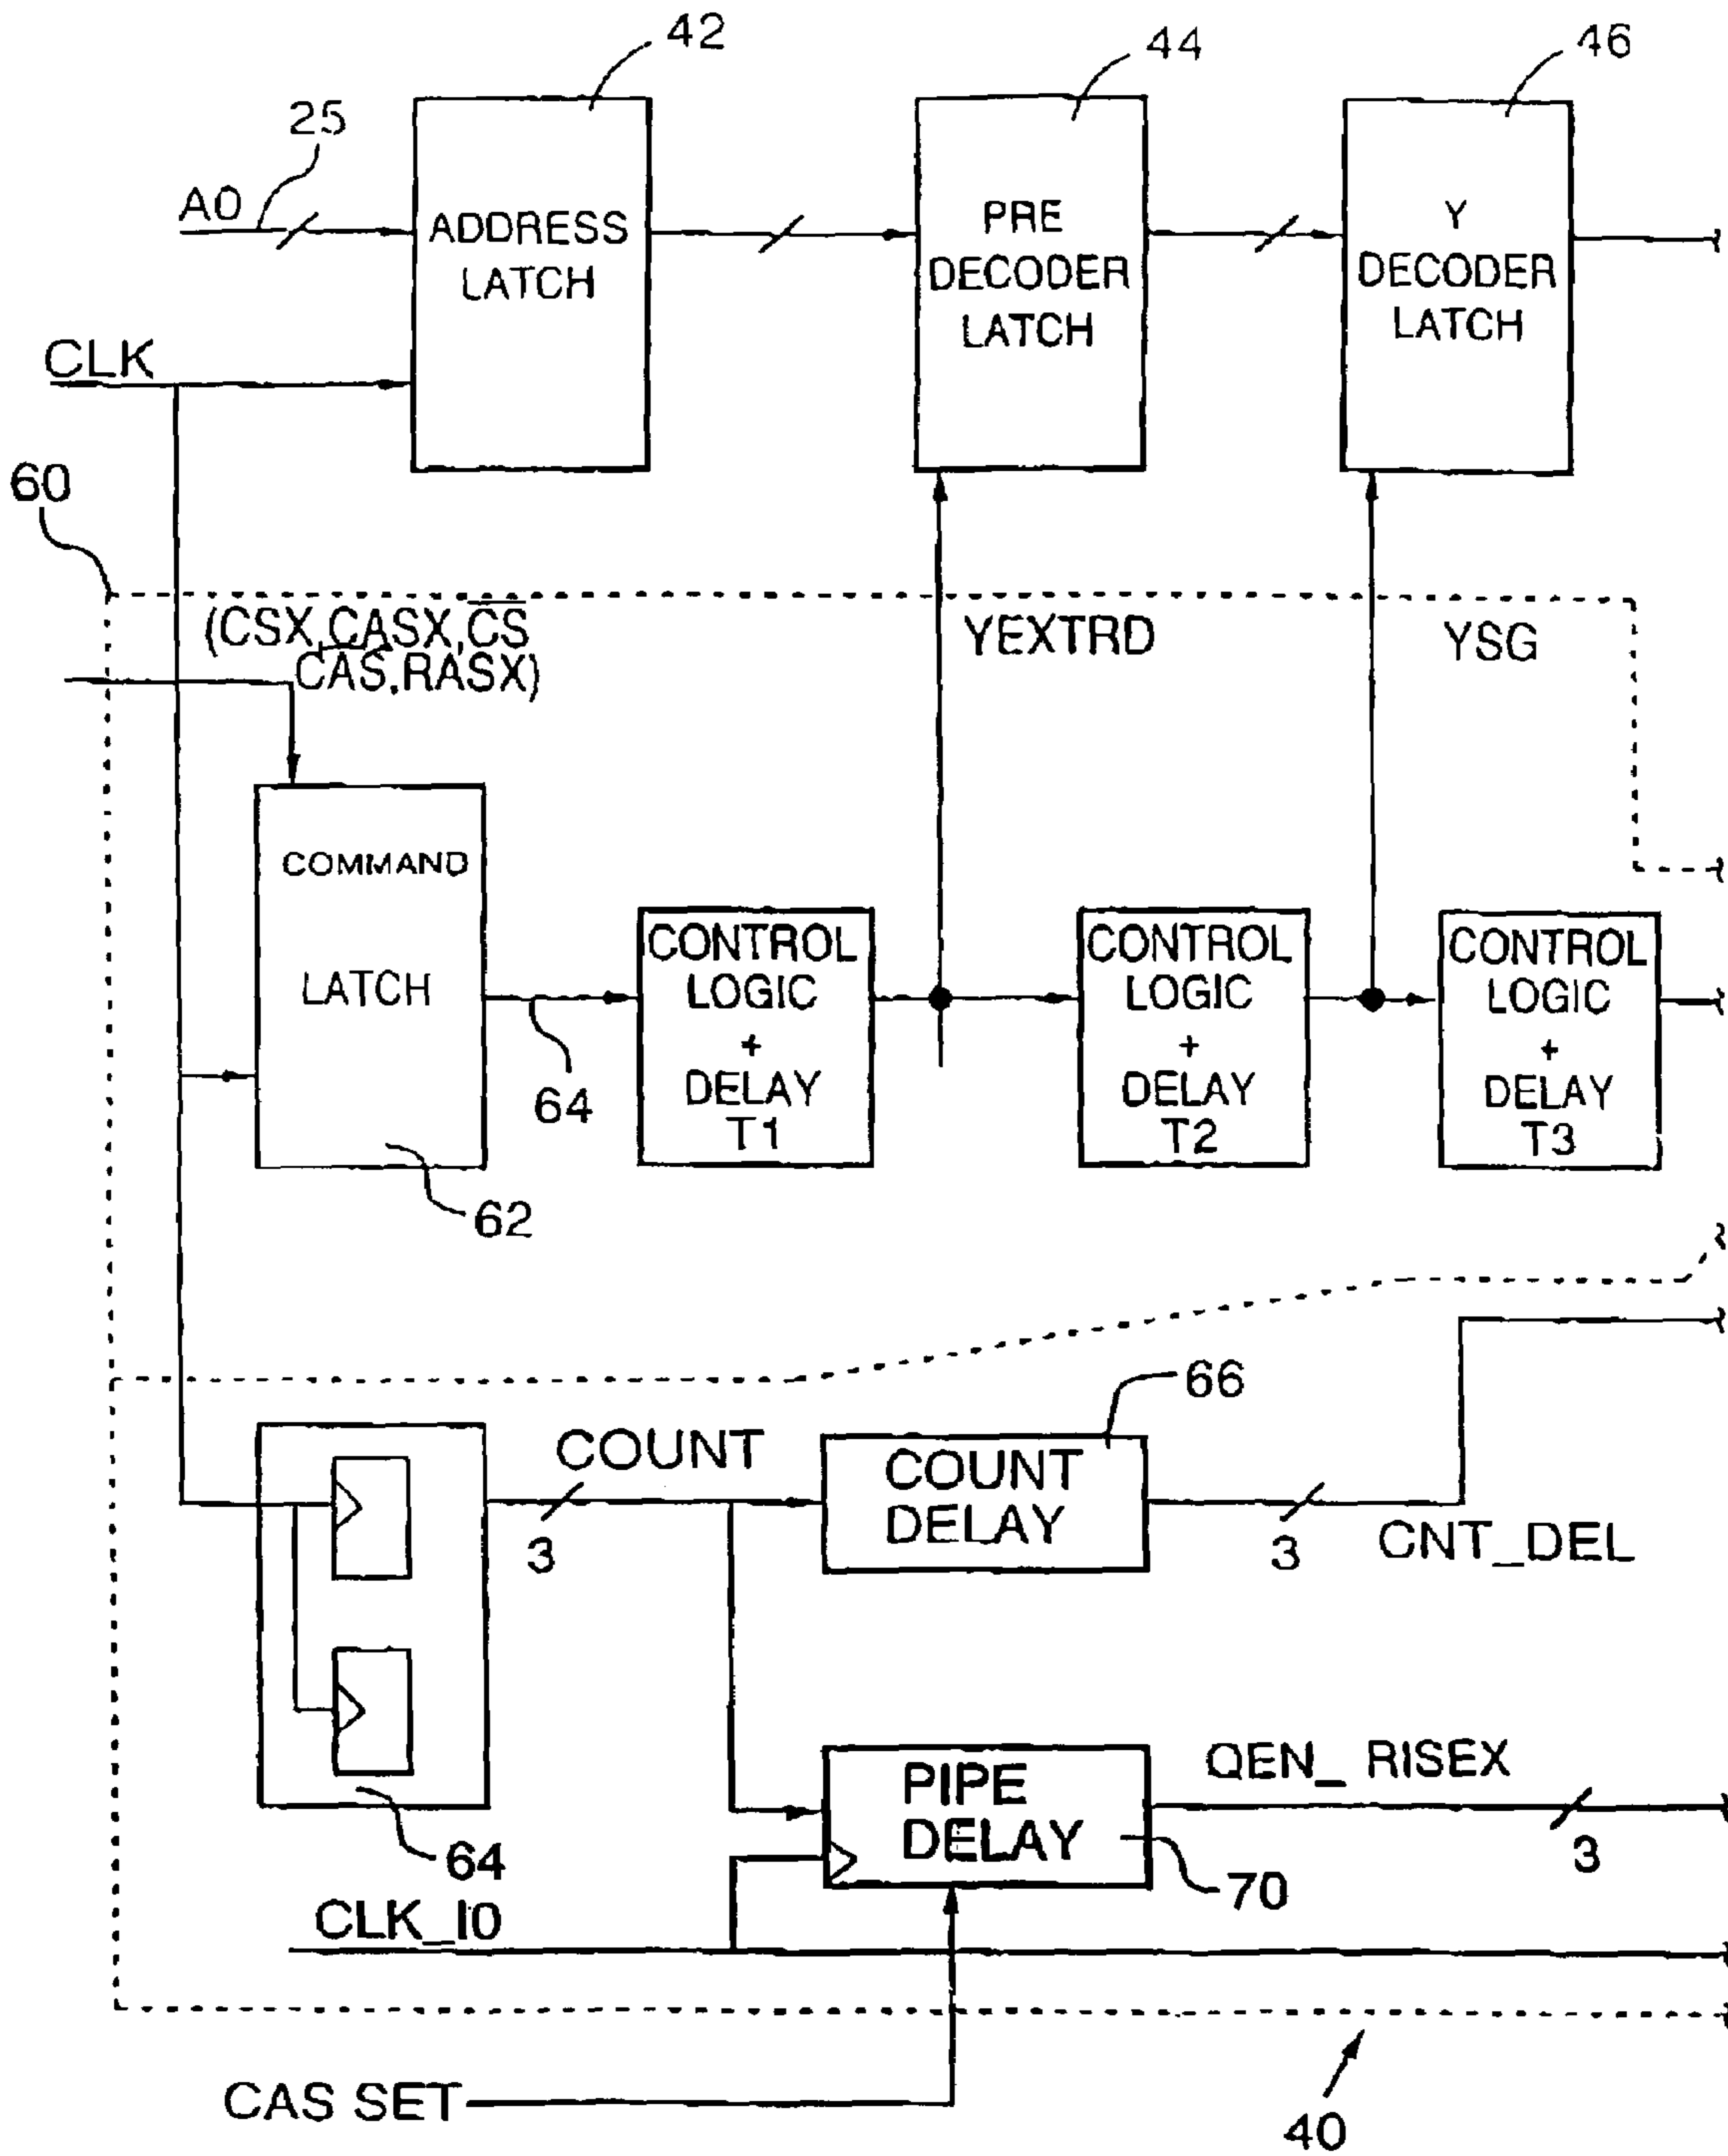 42
44
46
25
A0
ADDRESS
LATCH
PRE
DECODER
LATCH
Y
DECODER
LATCH
CLK
60
(CSX,CASX,C̅S̅
CAS,RASX)
YEXTRD
YSG
COMMAND
LATCH
CONTROL
LOGIC
+
DELAY
T1
CONTROL
LOGIC
+
DELAY
T2
CONTROL
LOGIC
+
DELAY
T3
64
62
66
COUNT
3
COUNT
DELAY
3
CNT_DEL
PIPE
DELAY
QEN_ RISEX
3
64
70
CLK_IO
CAS SET
40